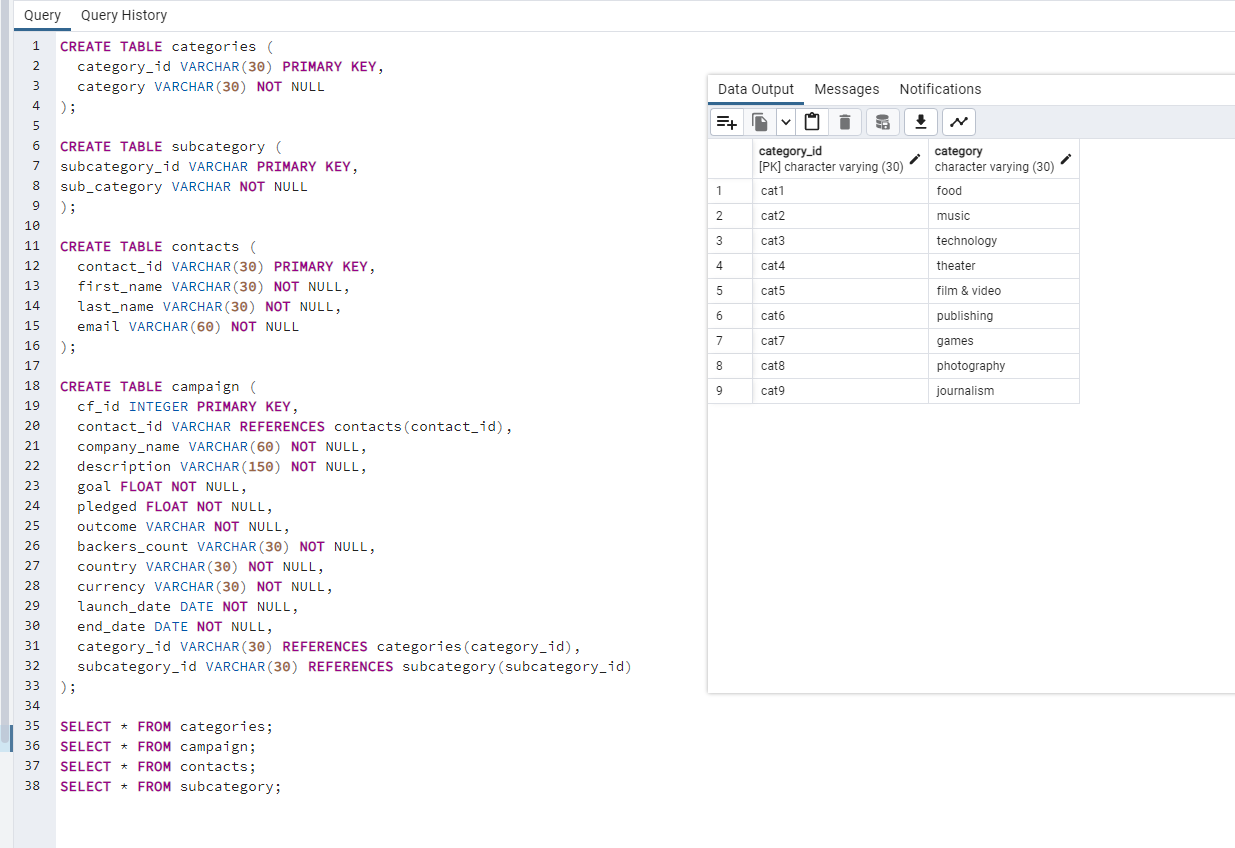 Query Query History
1 CREATE TABLE categories (
2 category_id VARCHAR(30) PRIMARY KEY,
3 category VARCHAR(30) NOT NULL
4 );
5
6 CREATE TABLE subcategory (
7 subcategory_id VARCHAR PRIMARY KEY,
8 sub_category VARCHAR NOT NULL
9 );
10
11 CREATE TABLE contacts (
12 contact_id VARCHAR(30) PRIMARY KEY,
13 first_name VARCHAR(30) NOT NULL,
14 last_name VARCHAR(30) NOT NULL,
15 email VARCHAR(60) NOT NULL
16 );
17
18 CREATE TABLE campaign (
19 cf_id INTEGER PRIMARY KEY,
20 contact_id VARCHAR REFERENCES contacts(contact_id),
21 company_name VARCHAR(60) NOT NULL,
22 description VARCHAR(150) NOT NULL,
23 goal FLOAT NOT NULL,
24 pledged FLOAT NOT NULL,
25 outcome VARCHAR NOT NULL,
26 backers_count VARCHAR(30) NOT NULL,
27 country VARCHAR(30) NOT NULL,
28 currency VARCHAR(30) NOT NULL,
29 launch_date DATE NOT NULL,
30 end_date DATE NOT NULL,
31 category_id VARCHAR(30) REFERENCES categories(category_id),
32 subcategory_id VARCHAR(30) REFERENCES subcategory(subcategory_id)
33 );
34
35 SELECT * FROM categories;
36 SELECT * FROM campaign;
37 SELECT * FROM contacts;
38 SELECT * FROM subcategory;
Data Output Messages Notifications
category_id category
[PK] character varying (30) character varying (30)
1 cat1 food
2 cat2 music
3 cat3 technology
4 cat4 theater
5 cat5 film & video
6 cat6 publishing
7 cat7 games
8 cat8 photography
9 cat9 journalism